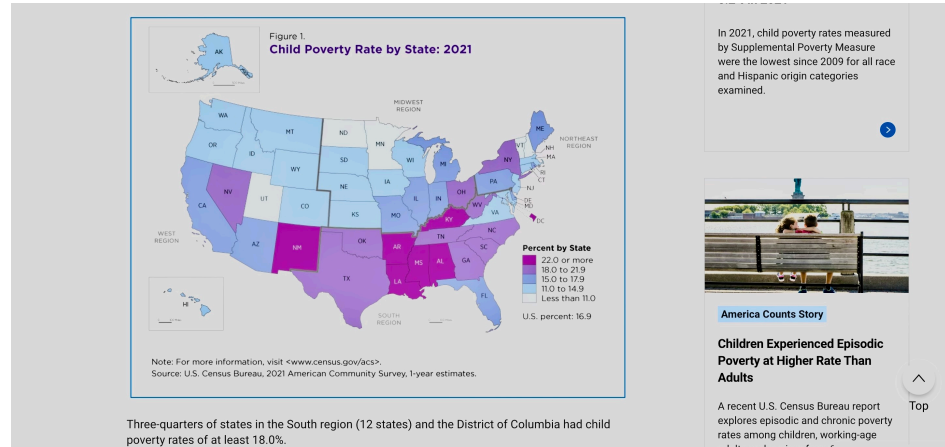 Figure 1.
Child Poverty Rate by State: 2021
AK
MIDWEST
REGION
WA
MT
ND
MN
ME
NORTHEAST
REGION
OR
ID
WY
SD
WI
MI
NY
VT
NH
MA
RI
CT
NJ
NE
IA
PA
DE
MD
NV
UT
CO
IL
IN
OH
WV
VA
DC
CA
KS
MO
KY
WEST
REGION
AZ
NM
OK
AR
TN
NC
SC
TX
LA
MS
AL
GA
FL
HI
SOUTH
REGION
Percent by State
22.0 or more
18.0 to 21.9
15.0 to 17.9
11.0 to 14.9
Less than 11.0
U.S. percent: 16.9
Note: For more information, visit <www.census.gov/acs>.
Source: U.S. Census Bureau, 2021 American Community Survey, 1-year estimates.
Three-quarters of states in the South region (12 states) and the District of Columbia had child
poverty rates of at least 18.0%.
In 2021, child poverty rates measured
by Supplemental Poverty Measure
were the lowest since 2009 for all race
and Hispanic origin categories
examined.
America Counts Story
Children Experienced Episodic
Poverty at Higher Rate Than
Adults
A recent U.S. Census Bureau report
explores episodic and chronic poverty
rates among children, working-age
Top